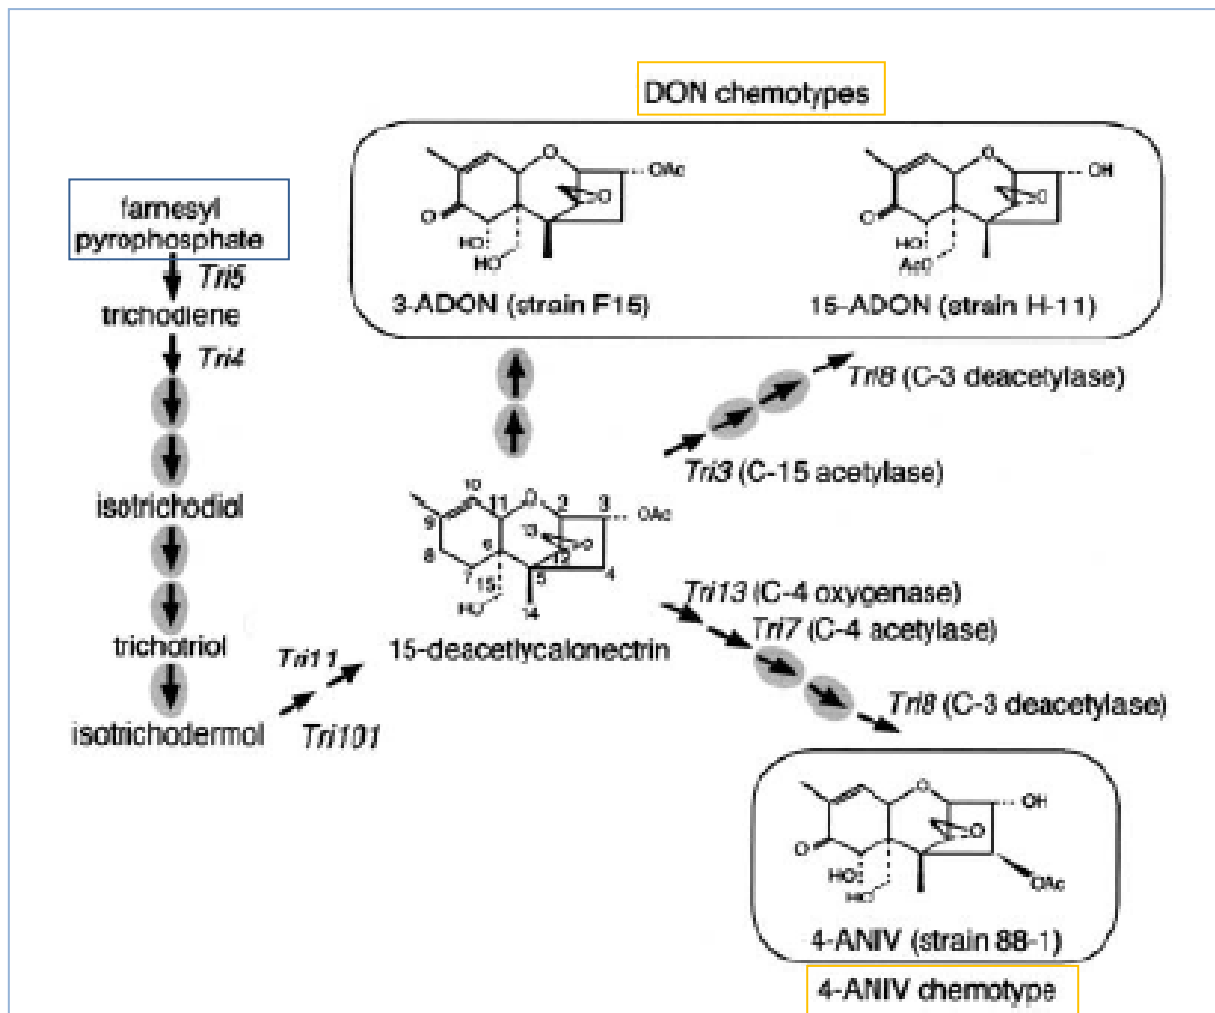 DON chemotypes
O
OAc
O
O
HO
HO
3-ADON (strain F15)
O
OH
O
O
HO
AcO
15-ADON (strain H-11)
farnesyl
pyrophosphate
Tri5
trichodiene
Tri4
isotrichodiol
trichotriol
isotrichodermol
Tri11
Tri101
Tri8 (C-3 deacetylase)
Tri3 (C-15 acetylase)
10
11
O
2
3
OAc
9
13
O
8
6
12
7
5
4
15
HO
14
15-deacetlycalonectrin
Tri13 (C-4 oxygenase)
Tri7 (C-4 acetylase)
Tri8 (C-3 deacetylase)
O
OH
O
O
HO
HO
OAc
4-ANIV (strain 88-1)
4-ANIV chemotype